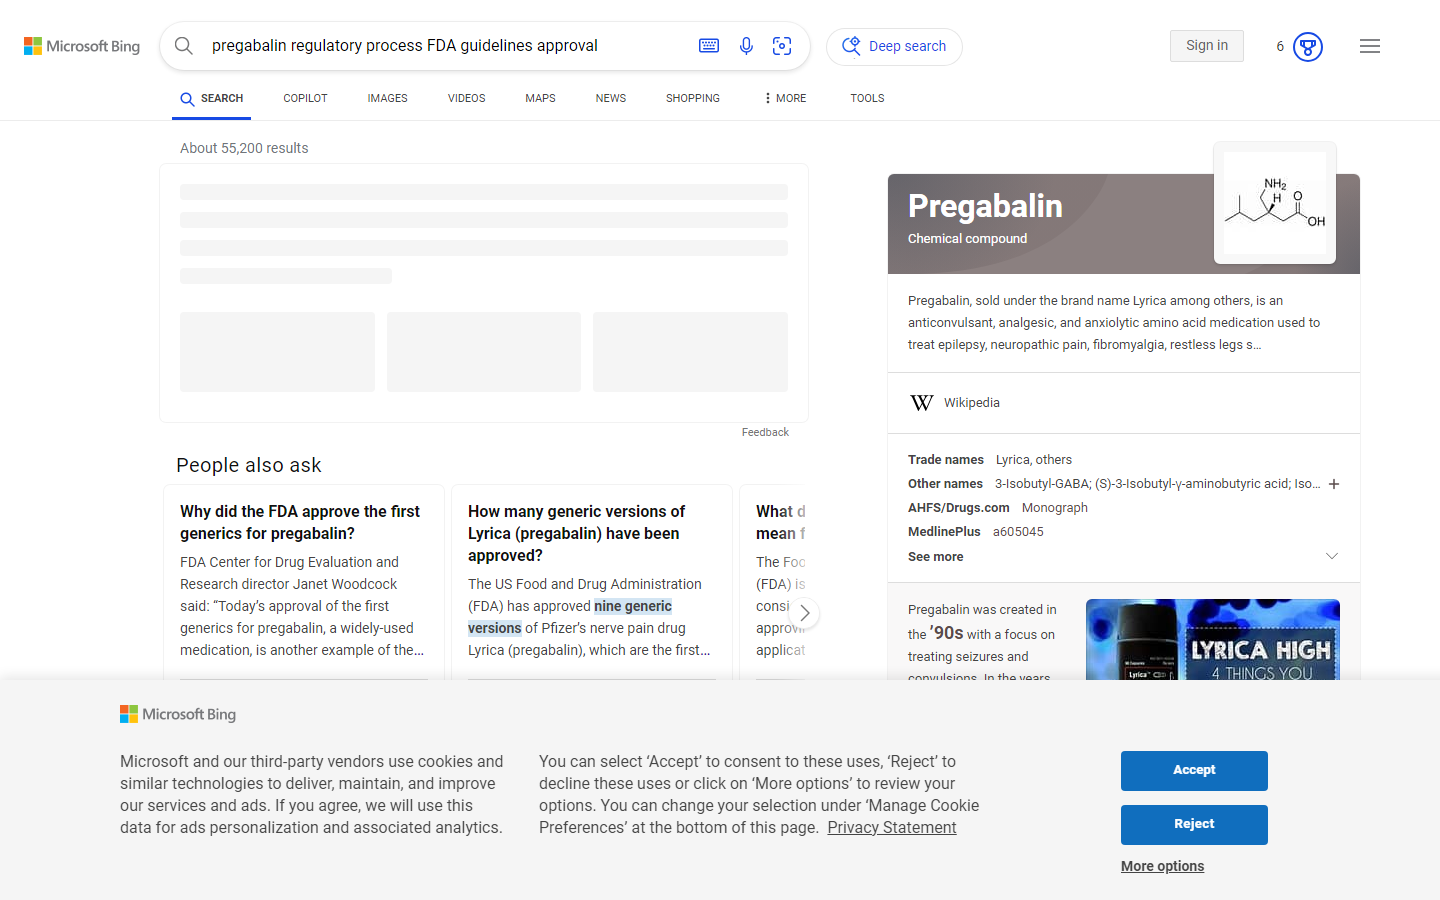 Microsoft Bing
pregabalin regulatory process FDA guidelines approval
Deep search
Sign in
6
SEARCH
COPILOT
IMAGES
VIDEOS
MAPS
NEWS
SHOPPING
MORE
TOOLS
About 55,200 results
Feedback
People also ask
Why did the FDA approve the first
generics for pregabalin?
FDA Center for Drug Evaluation and
Research director Janet Woodcock
said: “Today’s approval of the first
generics for pregabalin, a widely-used
medication, is another example of the...
How many generic versions of
Lyrica (pregabalin) have been
approved?
The US Food and Drug Administration
(FDA) has approved nine generic
versions of Pfizer’s nerve pain drug
Lyrica (pregabalin), which are the first...
What d
mean f
The Foo
(FDA) is
consi
approvi
applicat
Pregabalin
Chemical compound
NH2
H
O
OH
Pregabalin, sold under the brand name Lyrica among others, is an
anticonvulsant, analgesic, and anxiolytic amino acid medication used to
treat epilepsy, neuropathic pain, fibromyalgia, restless legs s…
Wikipedia
Trade names Lyrica, others
Other names 3-Isobutyl-GABA; (S)-3-Isobutyl-γ-aminobutyric acid; Iso...
AHFS/Drugs.com Monograph
MedlinePlus a605045
See more
Pregabalin was created in
the ’90s with a focus on
treating seizures and
convulsions. In the years
Lyrica
LYRICA HIGH
4 THINGS YOU
Microsoft Bing
Microsoft and our third-party vendors use cookies and
similar technologies to deliver, maintain, and improve
our services and ads. If you agree, we will use this
data for ads personalization and associated analytics.
You can select ‘Accept’ to consent to these uses, ‘Reject’ to
decline these uses or click on ‘More options’ to review your
options. You can change your selection under ‘Manage Cookie
Preferences’ at the bottom of this page. Privacy Statement
Accept
Reject
More options